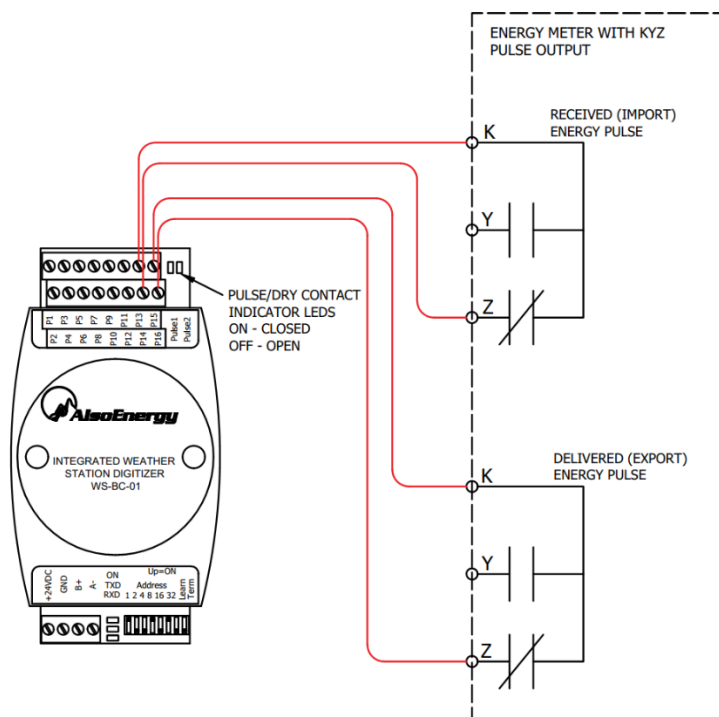 ENERGY METER WITH KYZ
PULSE OUTPUT
RECEIVED (IMPORT)
ENERGY PULSE
K
Y
Z
PULSE/DRY CONTACT
INDICATOR LEDS
ON - CLOSED
OFF - OPEN
P1 P3 P5 P7 P9 P11 P13 P15 Pulse1
P2 P4 P6 P8 P10 P12 P14 P16 Pulse2
AlsoEnergy
INTEGRATED WEATHER
STATION DIGITIZER
WS-BC-01
DELIVERED (EXPORT)
ENERGY PULSE
K
Y
Z
+24VDC GND B+ A-
ON
TXD
RXD
Up=ON
Address
1 2 4 8 16 32
Learn
Term